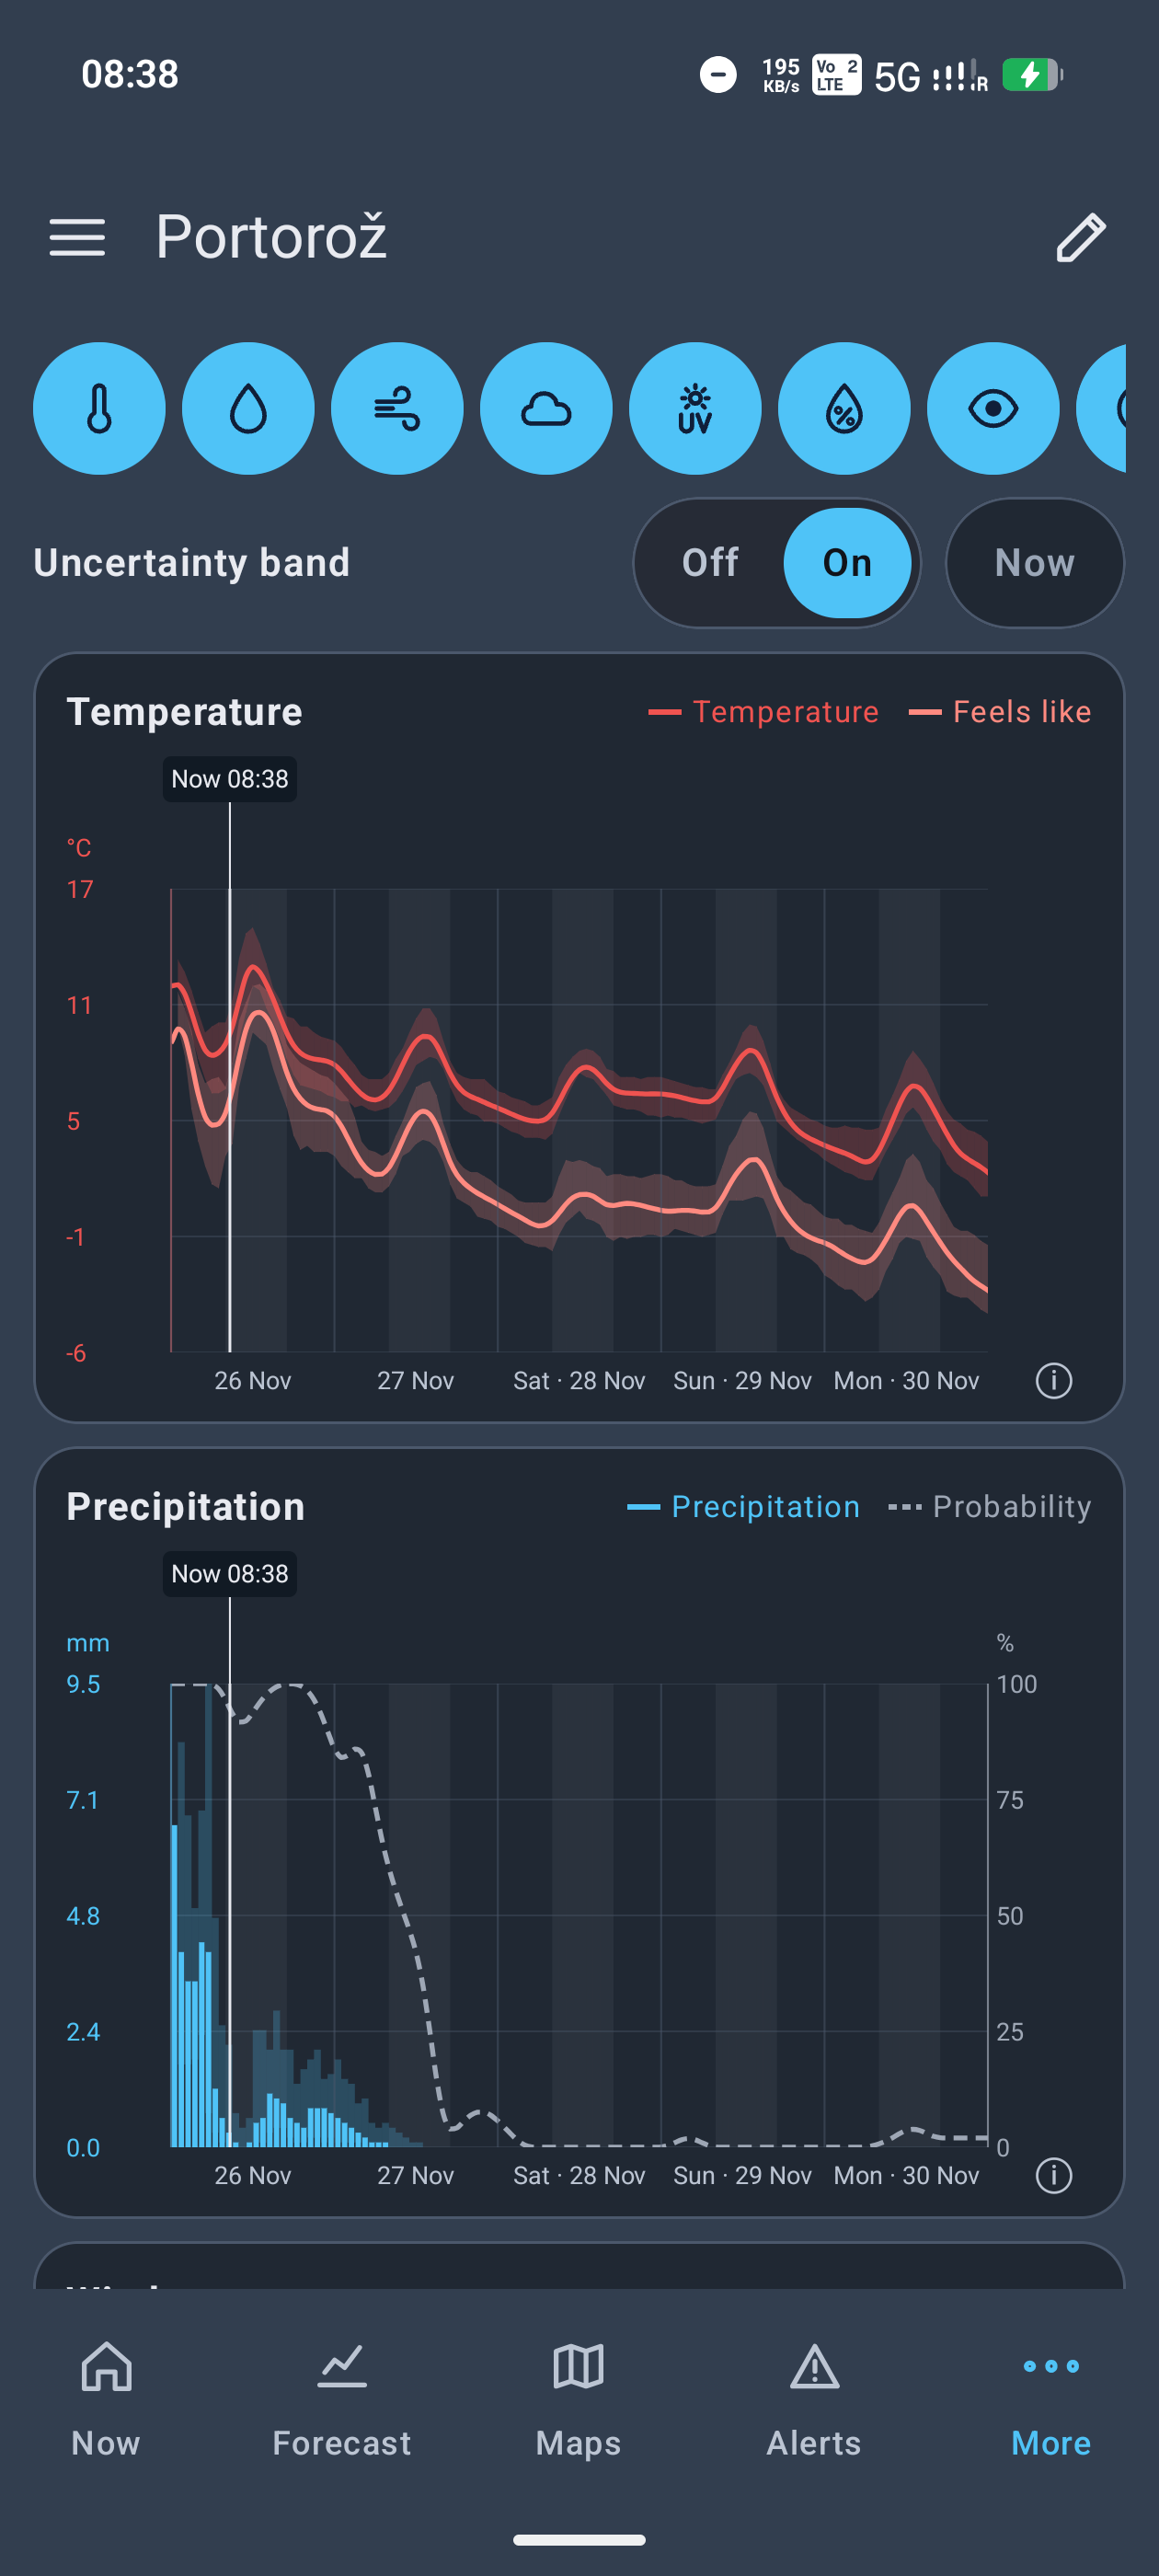 08:38
195
KB/s
Vo 2
LTE
5G
R
Portorož
UV
%
Uncertainty band
Off
On
Now
Temperature
Temperature
Feels like
Now 08:38
°C
17
11
5
-1
-6
26 Nov
27 Nov
Sat · 28 Nov
Sun · 29 Nov
Mon · 30 Nov
i
Precipitation
Precipitation
Probability
Now 08:38
mm
%
9.5
100
7.1
75
4.8
50
2.4
25
0.0
0
26 Nov
27 Nov
Sat · 28 Nov
Sun · 29 Nov
Mon · 30 Nov
i
Now
Forecast
Maps
Alerts
More